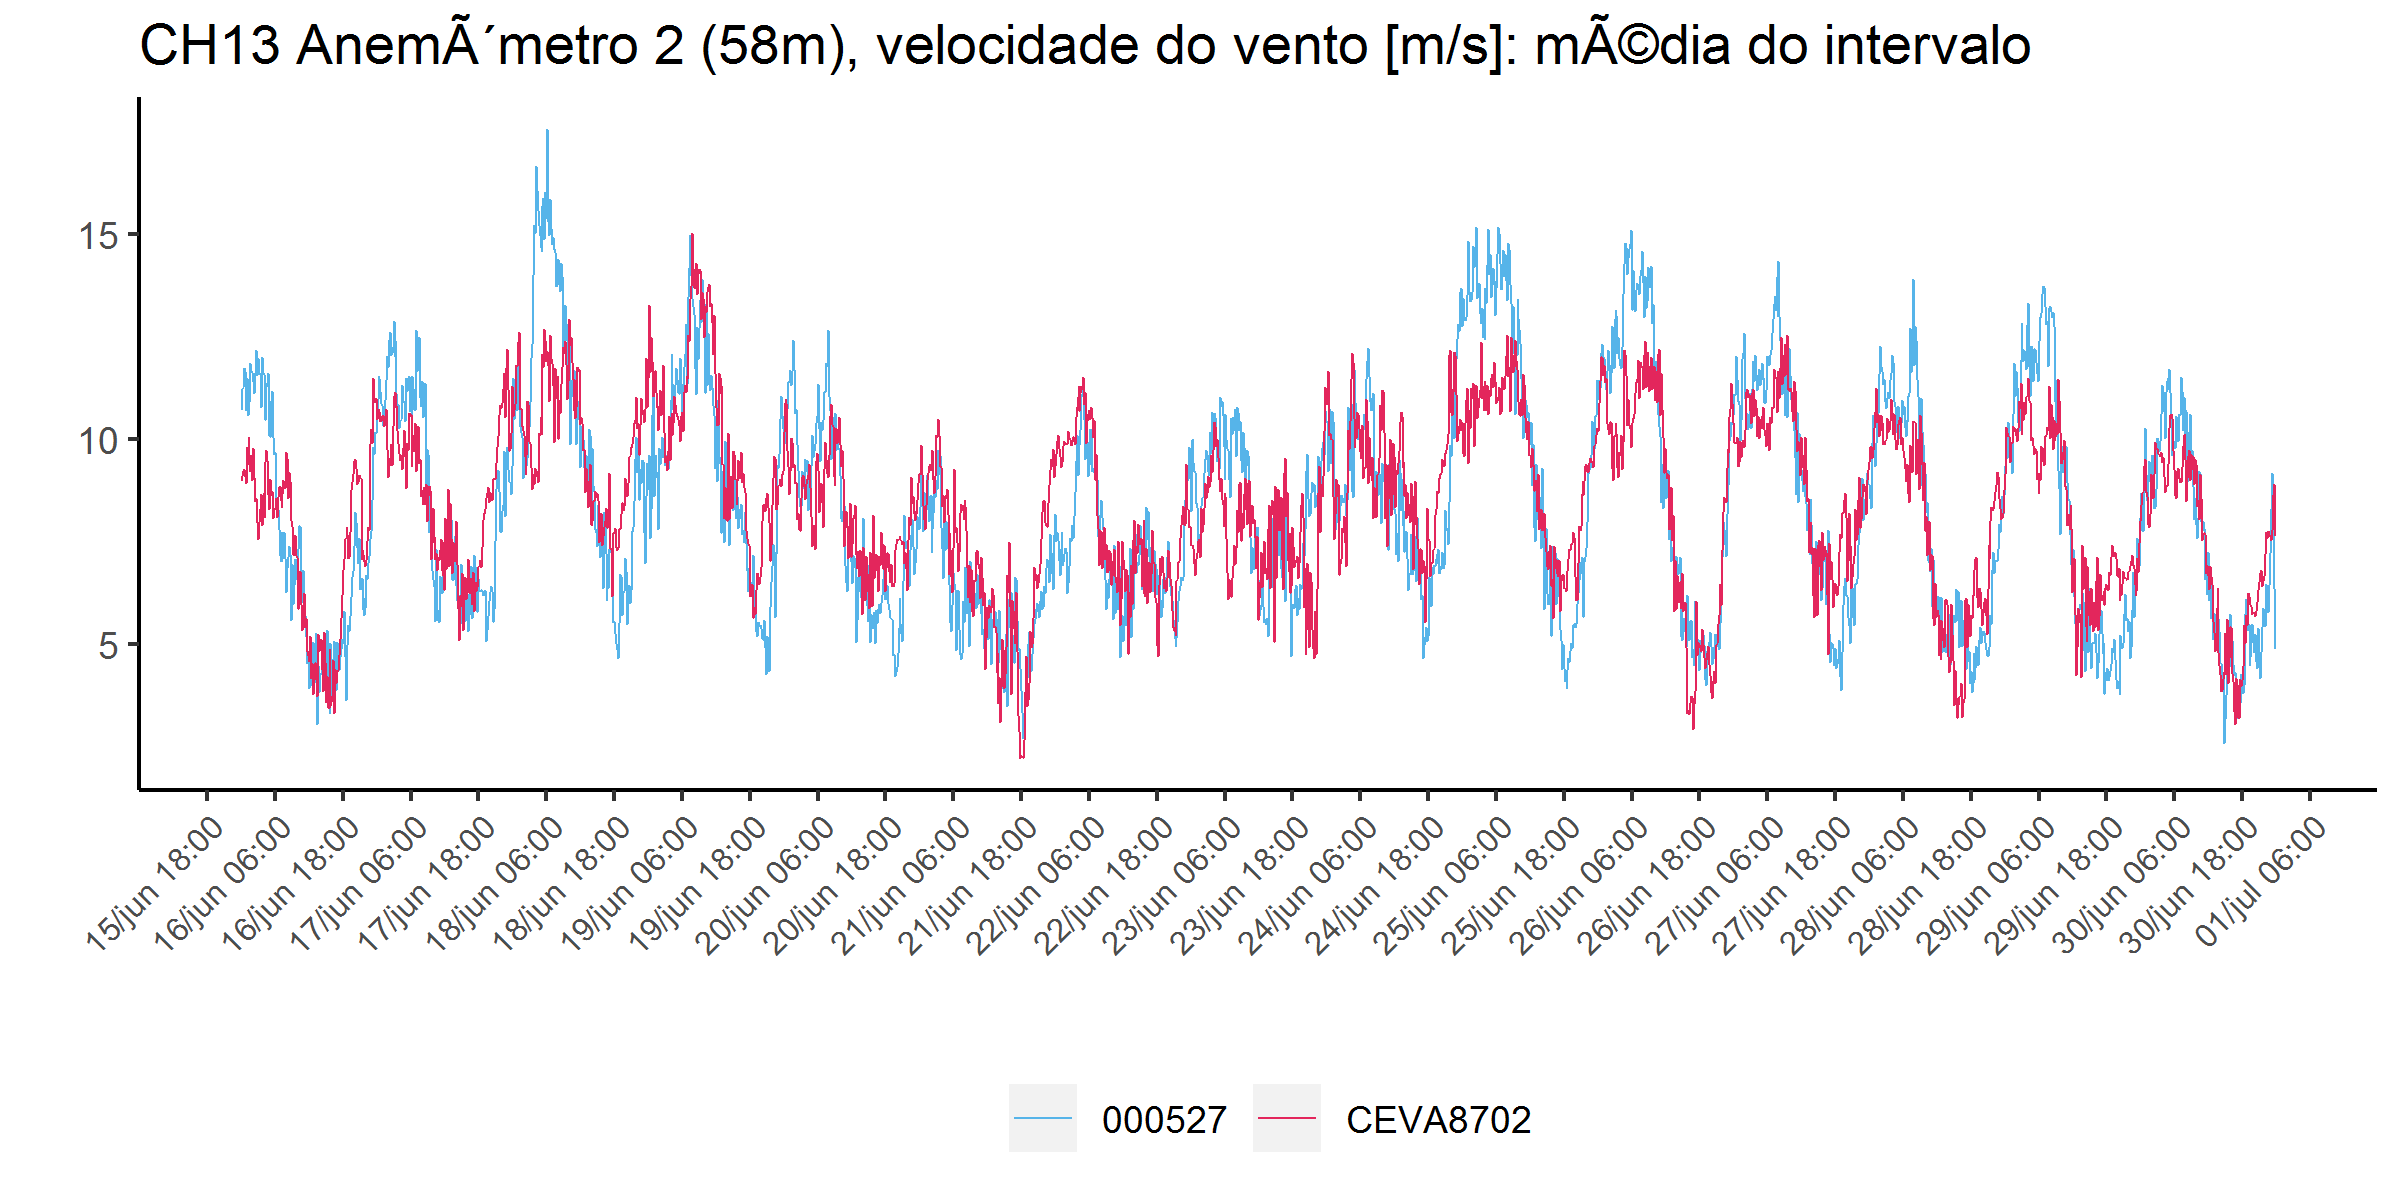 CH13 AnemÃ´metro 2 (58m), velocidade do vento [m/s]: mÃ©dia do intervalo
15
10
5
15/jun 18:00
16/jun 06:00
16/jun 18:00
17/jun 06:00
17/jun 18:00
18/jun 06:00
18/jun 18:00
19/jun 06:00
19/jun 18:00
20/jun 06:00
20/jun 18:00
21/jun 06:00
21/jun 18:00
22/jun 06:00
22/jun 18:00
23/jun 06:00
23/jun 18:00
24/jun 06:00
24/jun 18:00
25/jun 06:00
25/jun 18:00
26/jun 06:00
26/jun 18:00
27/jun 06:00
27/jun 18:00
28/jun 06:00
28/jun 18:00
29/jun 06:00
29/jun 18:00
30/jun 06:00
30/jun 18:00
01/jul 06:00
000527
CEVA8702